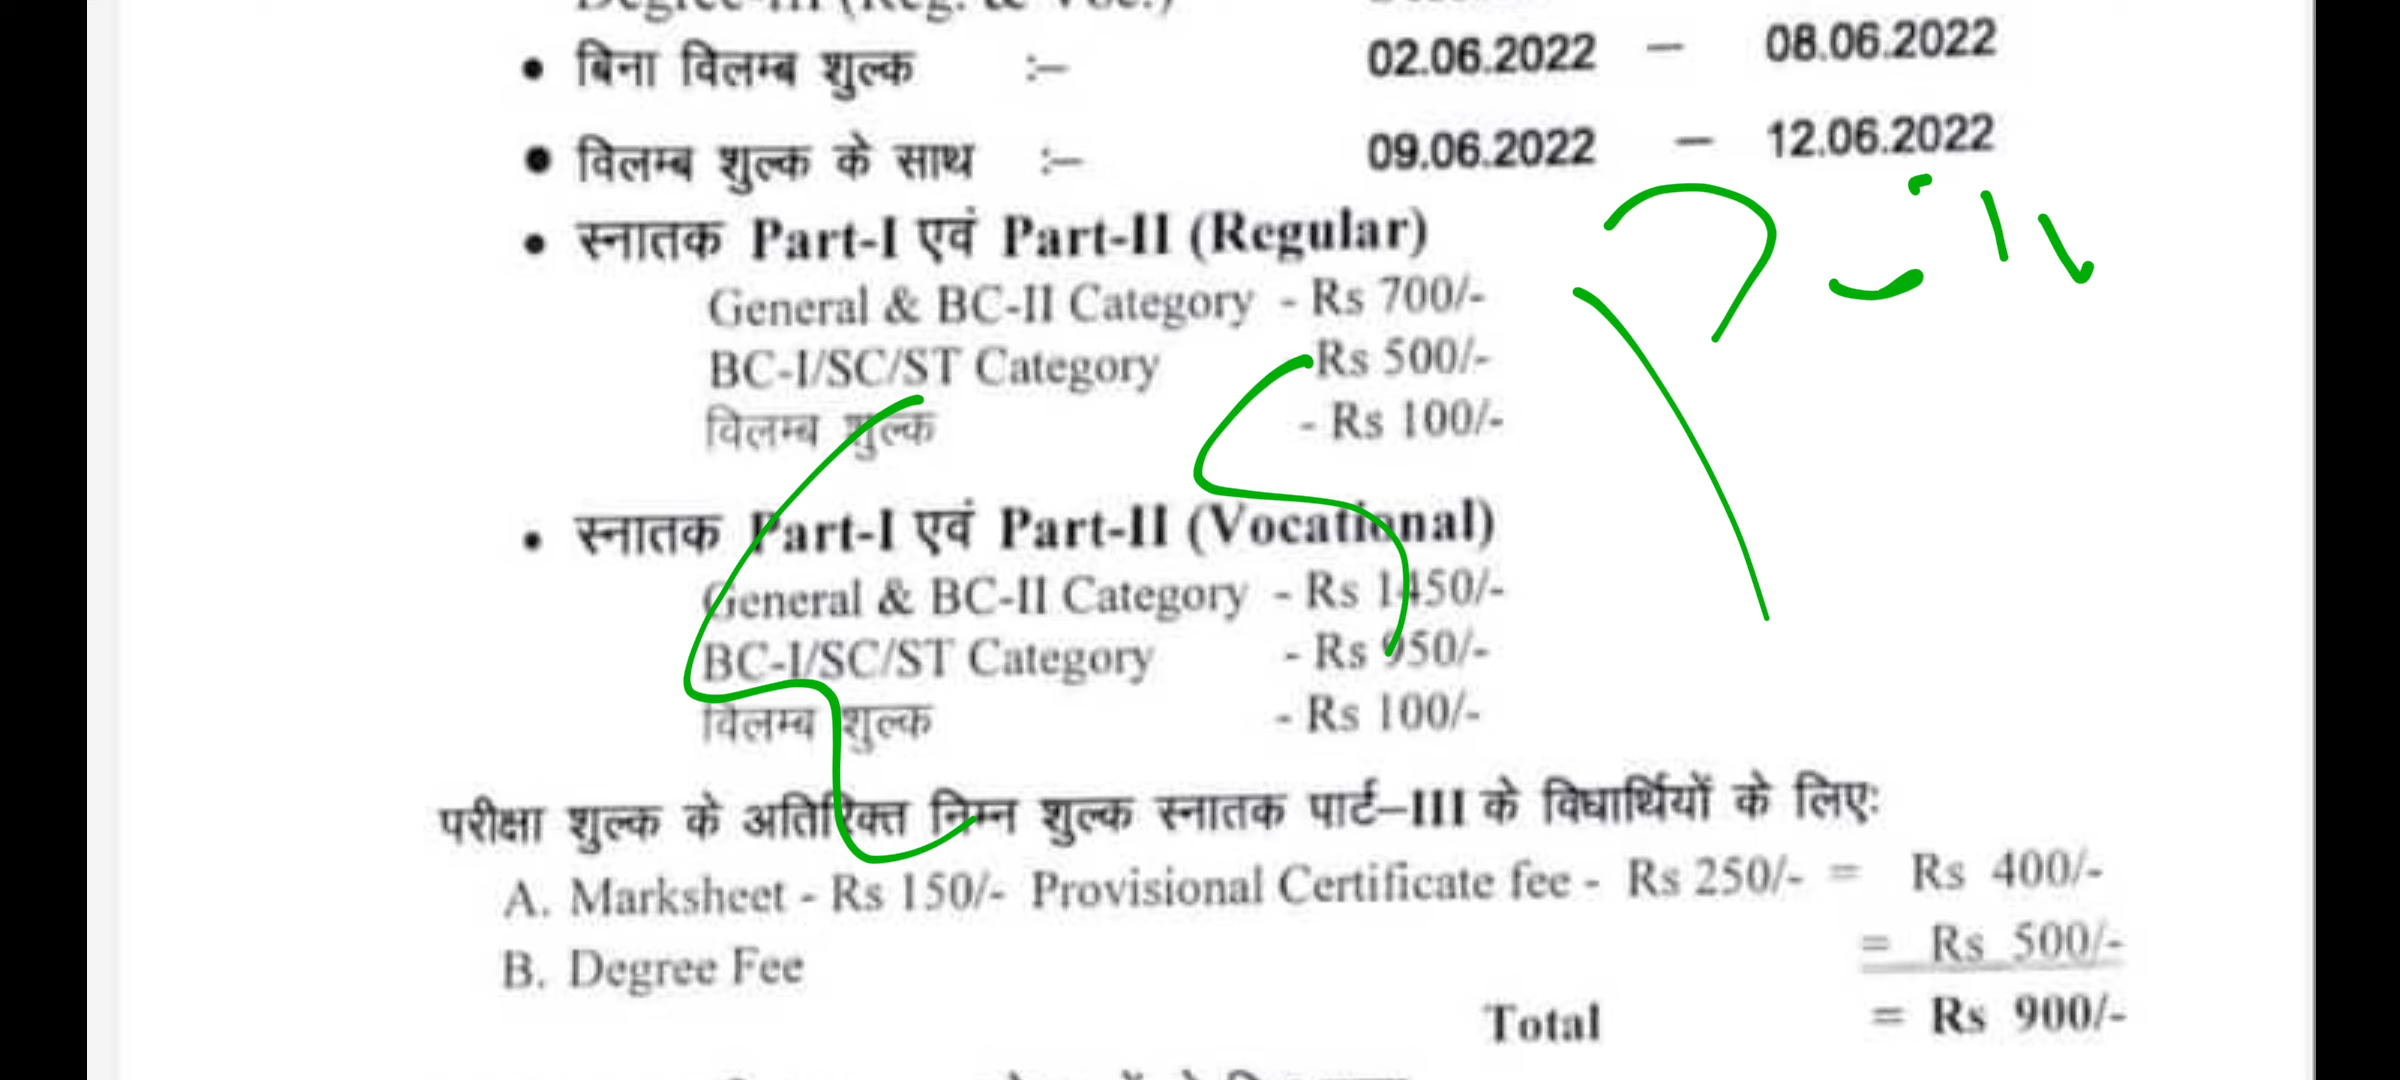 Degree-III (Reg. & Voc.)
• बिना विलम्ब शुल्क :– 02.06.2022 – 08.06.2022
• विलम्ब शुल्क के साथ :– 09.06.2022 – 12.06.2022
• स्नातक Part-I एवं Part-II (Regular)
General & BC-II Category - Rs 700/-
BC-I/SC/ST Category Rs 500/-
विलम्ब शुल्क - Rs 100/-
• स्नातक Part-I एवं Part-II (Vocational)
General & BC-II Category - Rs 1450/-
BC-I/SC/ST Category - Rs 950/-
विलम्ब शुल्क - Rs 100/-
परीक्षा शुल्क के अतिरिक्त निम्न शुल्क स्नातक पार्ट–III के विधार्थियों के लिए:
A. Marksheet - Rs 150/- Provisional Certificate fee - Rs 250/- = Rs 400/-
B. Degree Fee = Rs 500/-
Total = Rs 900/-